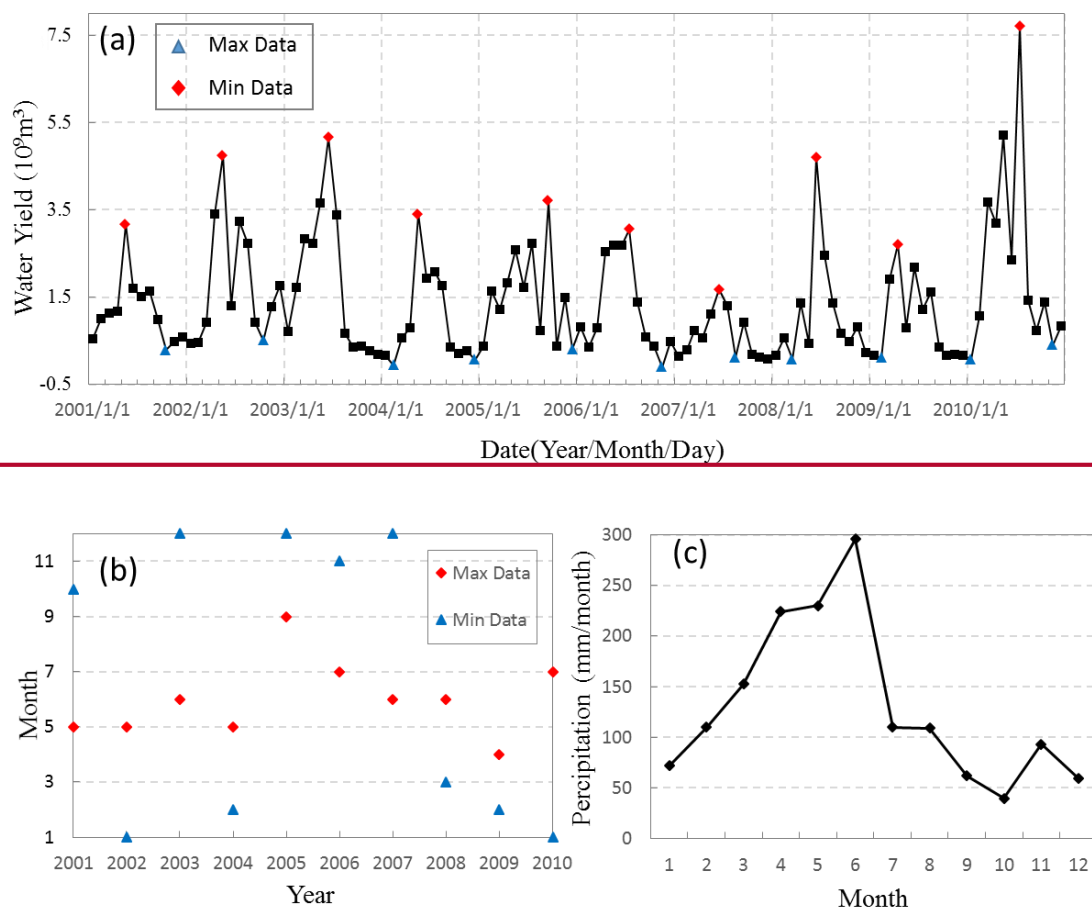 (a)
Max Data
Min Data
Water Yield (10⁹m³)
7.5
5.5
3.5
1.5
-0.5
2001/1/1 2002/1/1 2003/1/1 2004/1/1 2005/1/1 2006/1/1 2007/1/1 2008/1/1 2009/1/1 2010/1/1
Date(Year/Month/Day)
(b)
Max Data
Min Data
Month
11
9
7
5
3
1
2001 2002 2003 2004 2005 2006 2007 2008 2009 2010
Year
(c)
Percipitation (mm/month)
300
250
200
150
100
50
0
1 2 3 4 5 6 7 8 9 10 11 12
Month